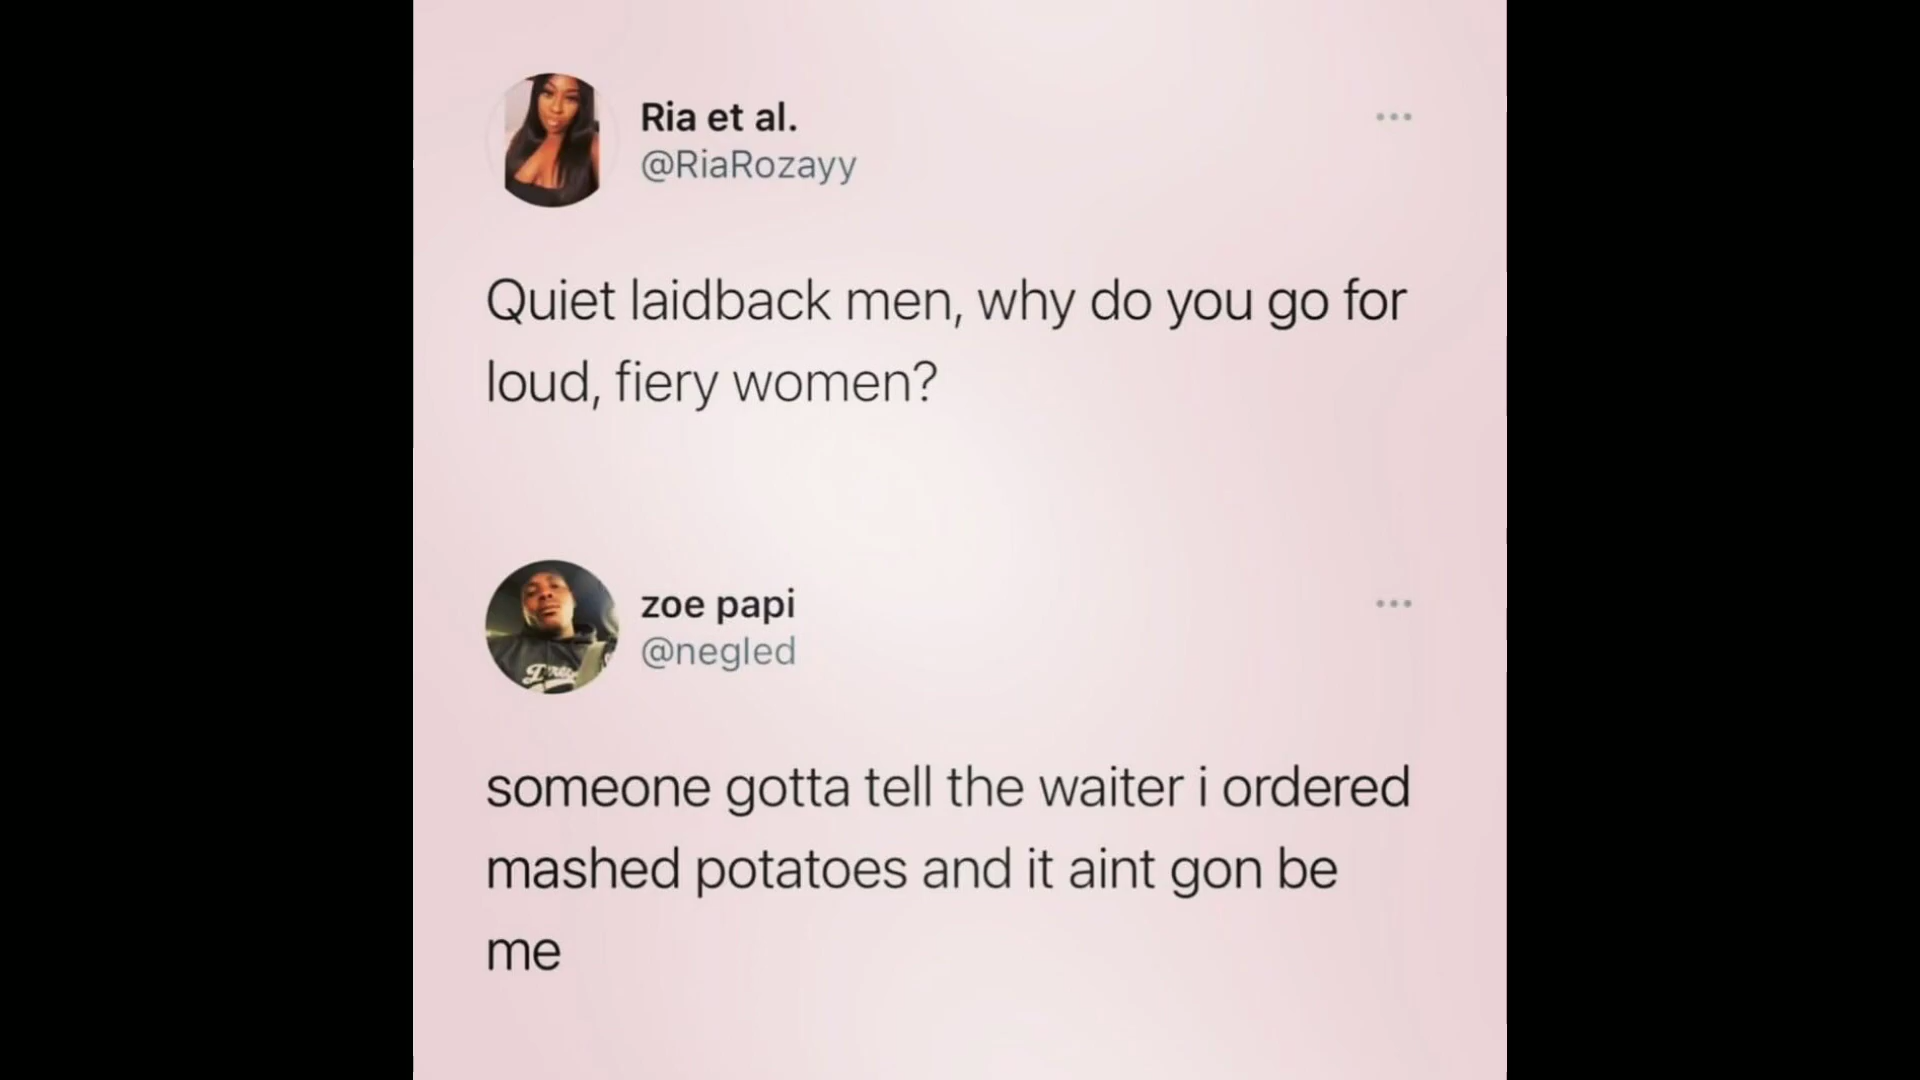 Ria et al.
@RiaRozayy
Quiet laidback men, why do you go for
loud, fiery women?
zoe papi
@negled
someone gotta tell the waiter i ordered
mashed potatoes and it aint gon be
me